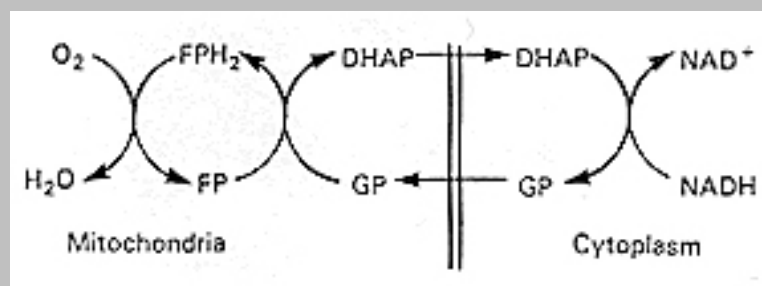 O₂ FPH₂ DHAP DHAP NAD⁺
H₂O FP GP GP NADH
Mitochondria Cytoplasm